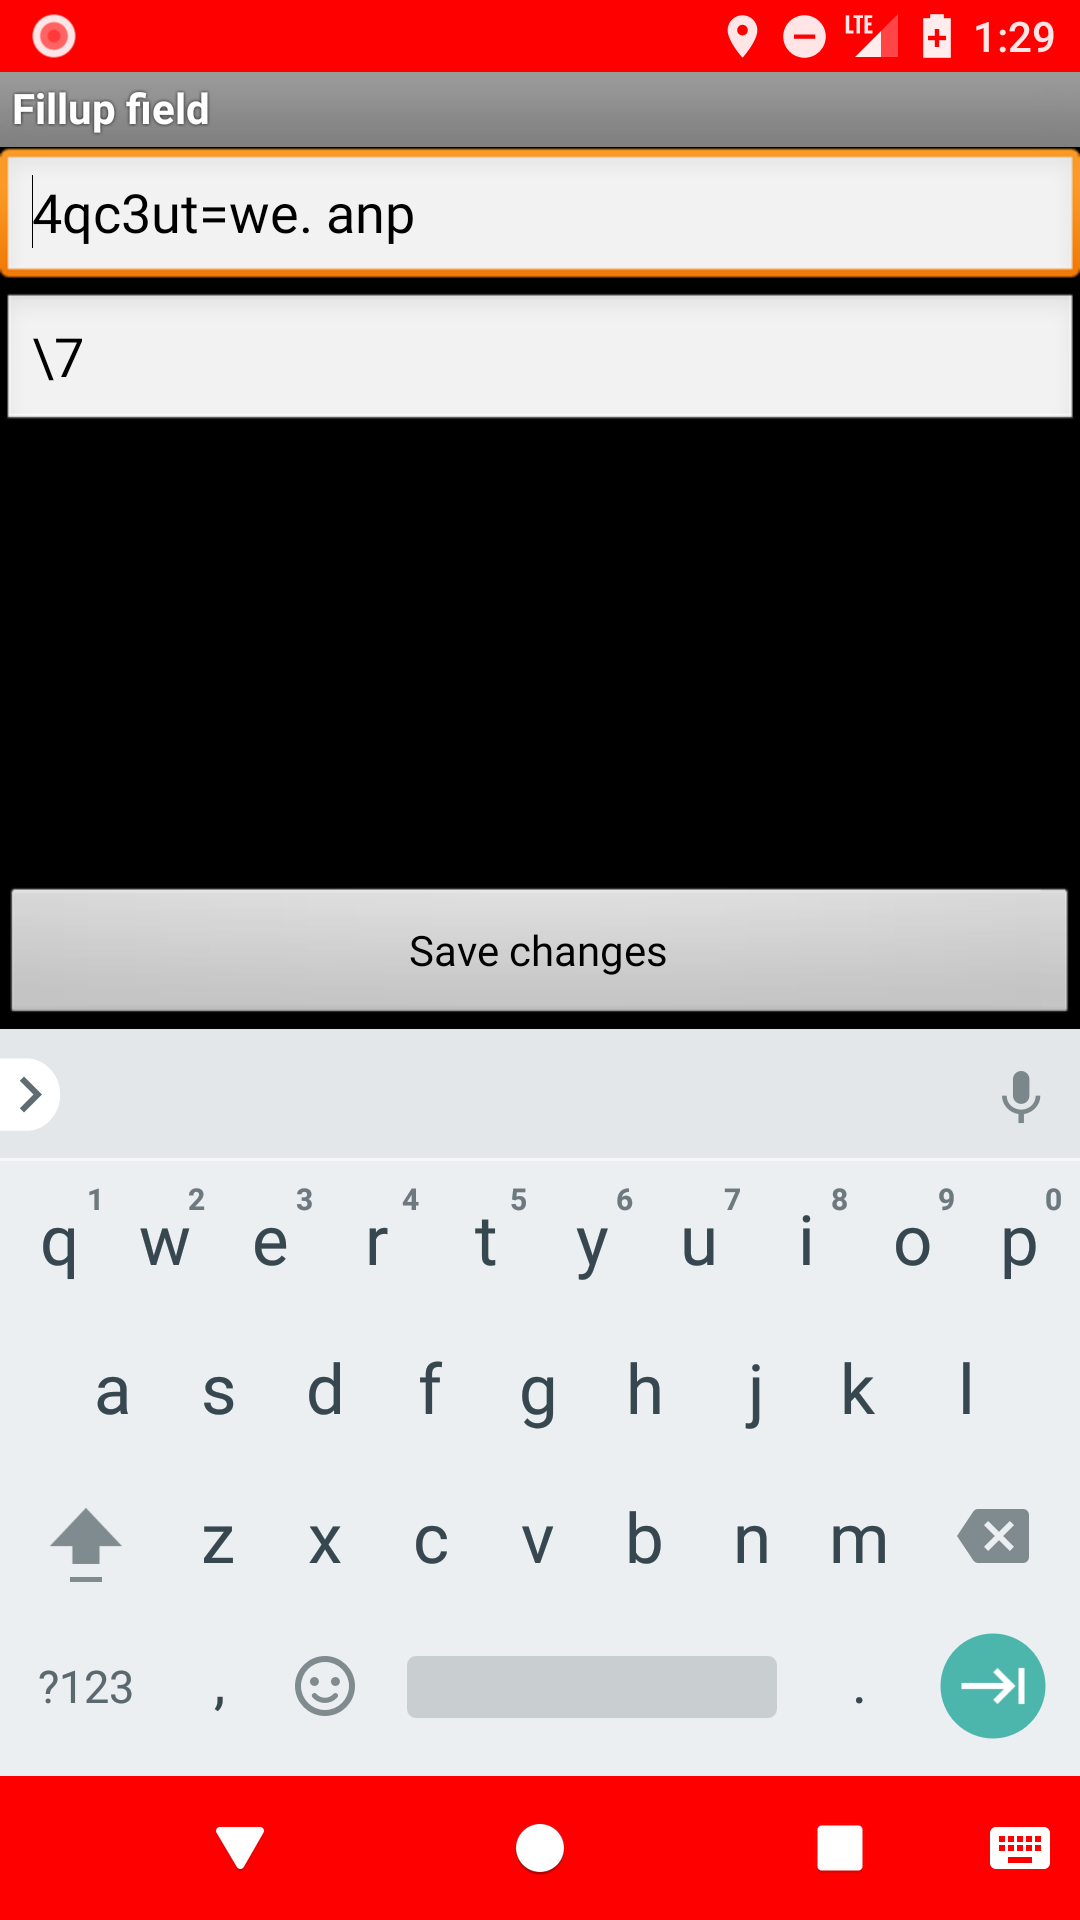 LTE 1:29
Fillup field
4qc3ut=we. anp
\7
Save changes
1 2 3 4 5 6 7 8 9 0
q w e r t y u i o p
a s d f g h j k l
z x c v b n m
?123 , .